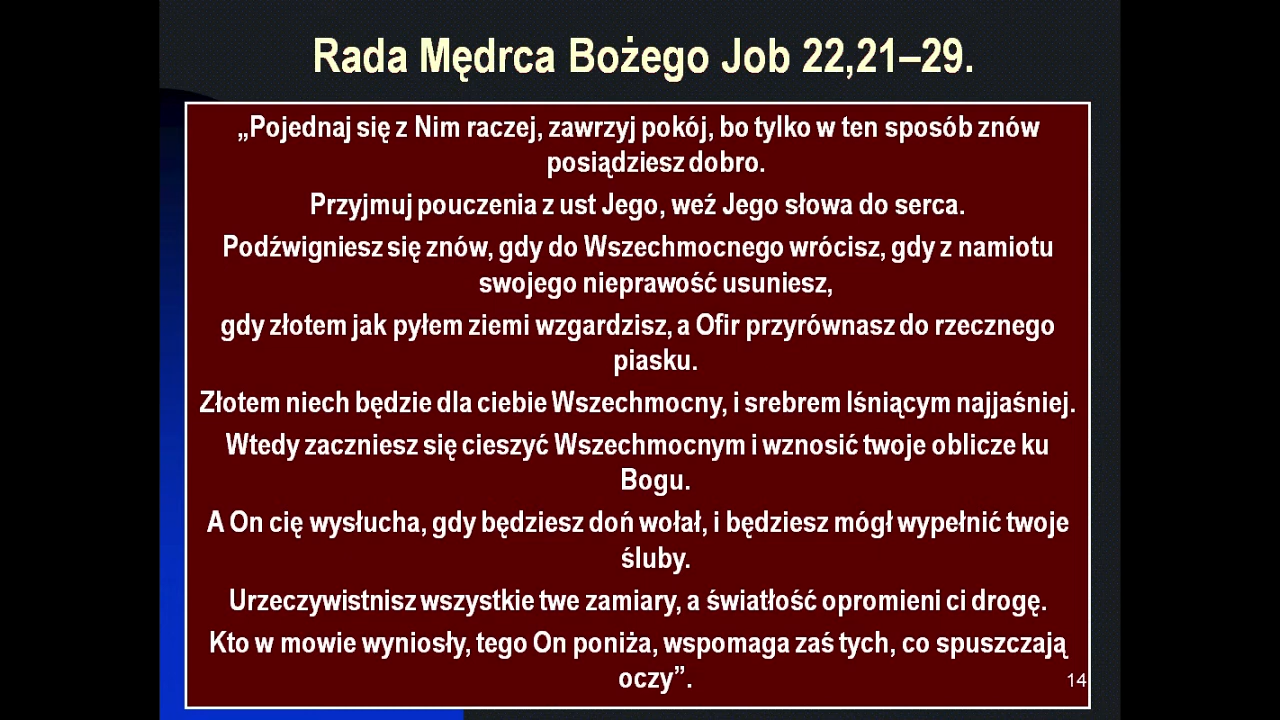 Rada Mędrca Bożego Job 22,21–29.
„Pojednaj się z Nim raczej, zawrzyj pokój, bo tylko w ten sposób znów
posiądziesz dobro.
Przyjmuj pouczenia z ust Jego, weź Jego słowa do serca.
Podźwigniesz się znów, gdy do Wszechmocnego wrócisz, gdy z namiotu
swojego nieprawość usuniesz,
gdy złotem jak pyłem ziemi wzgardzisz, a Ofir przyrównasz do rzecznego
piasku.
Złotem niech będzie dla ciebie Wszechmocny, i srebrem lśniącym najjaśniej.
Wtedy zaczniesz się cieszyć Wszechmocnym i wznosić twoje oblicze ku
Bogu.
A On cię wysłucha, gdy będziesz doń wołał, i będziesz mógł wypełnić twoje
śluby.
Urzeczywistnisz wszystkie twe zamiary, a światłość opromieni ci drogę.
Kto w mowie wyniosły, tego On poniża, wspomaga zaś tych, co spuszczają
oczy”.
14